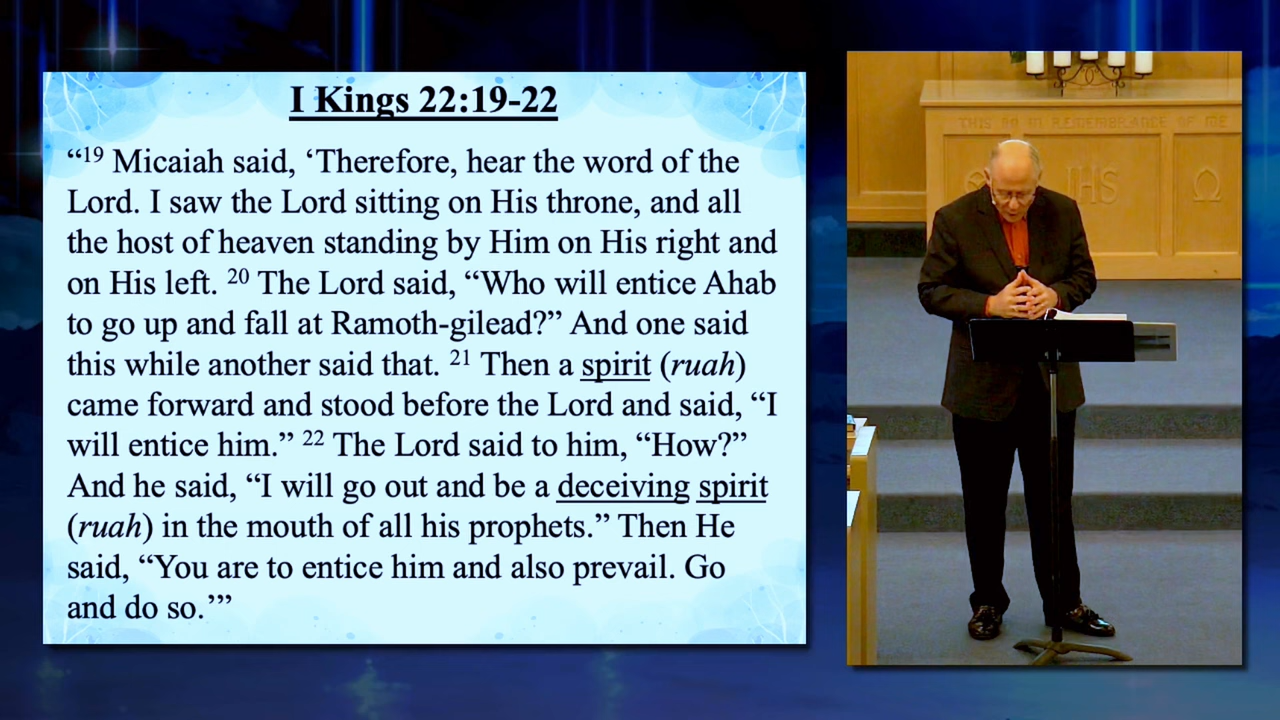 I Kings 22:19-22
“19 Micaiah said, ‘Therefore, hear the word of the
Lord. I saw the Lord sitting on His throne, and all
the host of heaven standing by Him on His right and
on His left. 20 The Lord said, “Who will entice Ahab
to go up and fall at Ramoth-gilead?” And one said
this while another said that. 21 Then a spirit (ruah)
came forward and stood before the Lord and said, “I
will entice him.” 22 The Lord said to him, “How?”
And he said, “I will go out and be a deceiving spirit
(ruah) in the mouth of all his prophets.” Then He
said, “You are to entice him and also prevail. Go
and do so.’”
THIS DO IN REMEMBRANCE OF ME
IHS Ω